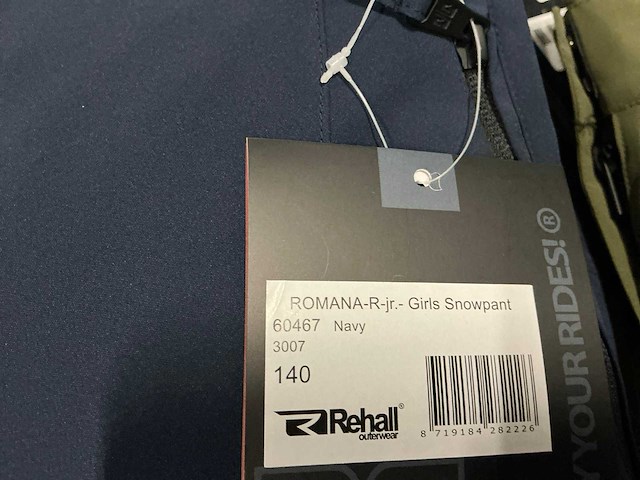 ROMANA-R-jr.- Girls Snowpant
60467 Navy
3007
140
Rehall®
outerwear
8 719184 282226
YOUR RIDES!®